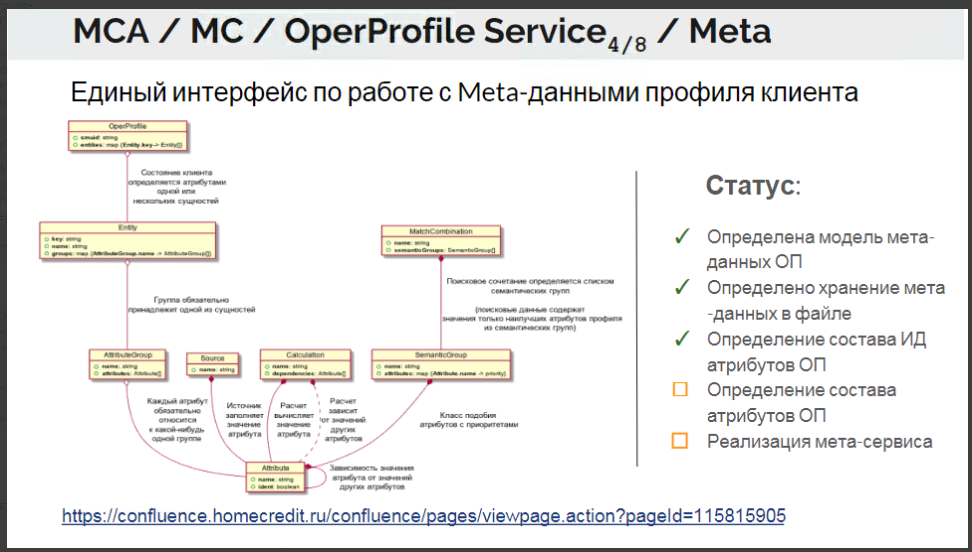 MCA / MC / OperProfile Service4/8 / Meta
Единый интерфейс по работе с Meta-данными профиля клиента
OperProfile
cmuid: string
entities: map {Entity.key -> Entity[]}
Состояние клиента
определяется атрибутами
одной или
нескольких сущностей
Entity
key: string
name: string
groups: map {AttributeGroup.name -> AttributeGroup[]}
MatchCombination
name: string
semanticGroups: SemanticGroup[]
Поисковое сочетание определяется списком
семантических групп
(поисковые данные содержат
значения только наилучших атрибутов профиля
из семантических групп)
Группа обязательно
принадлежит одной из сущностей
AttributeGroup
name: string
attributes: Attribute[]
Source
name: string
Calculation
name: string
dependencies: Attribute[]
SemanticGroup
name: string
attributes: map {Attribute.name -> priority}
Каждый атрибут
обязательно
относится
к какой-нибудь
одной группе
Источник
заполняет
значение
атрибута
Расчет
вычисляет
значение
атрибута
Расчет
зависит
от значений
других
атрибутов
Класс подобия
атрибутов с приоритетами
Attribute
name: string
ident: boolean
Зависимость значения
атрибута от значений
других атрибутов
Статус:
Определена модель мета-
данных ОП
Определено хранение мета
-данных в файле
Определение состава ИД
атрибутов ОП
Определение состава
атрибутов ОП
Реализация мета-сервиса
https://confluence.homecredit.ru/confluence/pages/viewpage.action?pageId=115815905